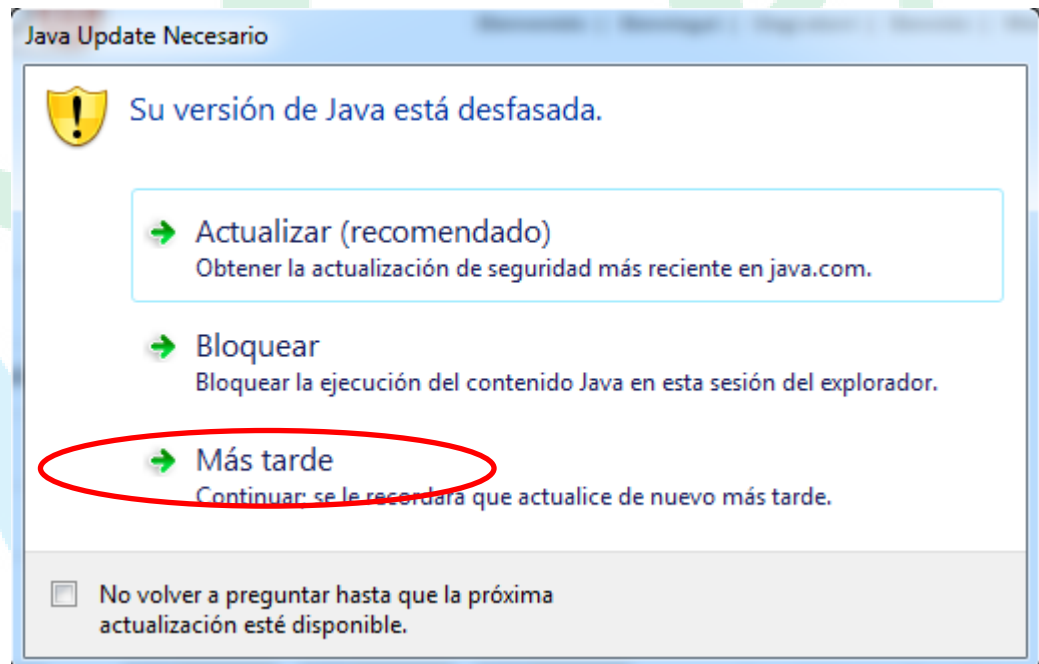 Java Update Necesario
Su versión de Java está desfasada.
Actualizar (recomendado)
Obtener la actualización de seguridad más reciente en java.com.
Bloquear
Bloquear la ejecución del contenido Java en esta sesión del explorador.
Más tarde
Continuar; se le recordará que actualice de nuevo más tarde.
No volver a preguntar hasta que la próxima
actualización esté disponible.